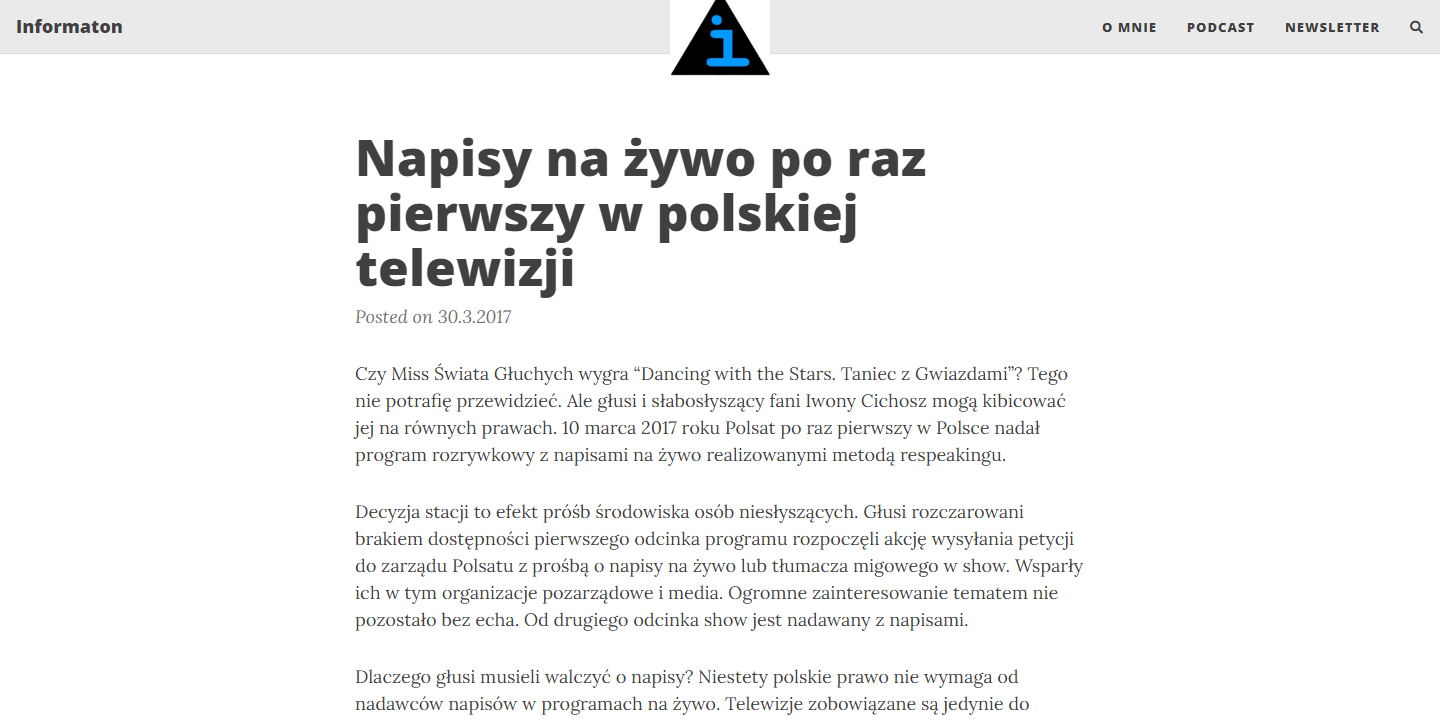 Informaton
i
O MNIE
PODCAST
NEWSLETTER
Napisy na żywo po raz
pierwszy w polskiej
telewizji
Posted on 30.3.2017
Czy Miss Świata Głuchych wygra “Dancing with the Stars. Taniec z Gwiazdami”? Tego
nie potrafię przewidzieć. Ale głusi i słabosłyszący fani Iwony Cichosz mogą kibicować
jej na równych prawach. 10 marca 2017 roku Polsat po raz pierwszy w Polsce nadał
program rozrywkowy z napisami na żywo realizowanymi metodą respeakingu.
Decyzja stacji to efekt próśb środowiska osób niesłyszących. Głusi rozczarowani
brakiem dostępności pierwszego odcinka programu rozpoczęli akcję wysyłania petycji
do zarządu Polsatu z prośbą o napisy na żywo lub tłumacza migowego w show. Wsparły
ich w tym organizacje pozarządowe i media. Ogromne zainteresowanie tematem nie
pozostało bez echa. Od drugiego odcinka show jest nadawany z napisami.
Dlaczego głusi musieli walczyć o napisy? Niestety polskie prawo nie wymaga od
nadawców napisów w programach na żywo. Telewizje zobowiązane są jedynie do